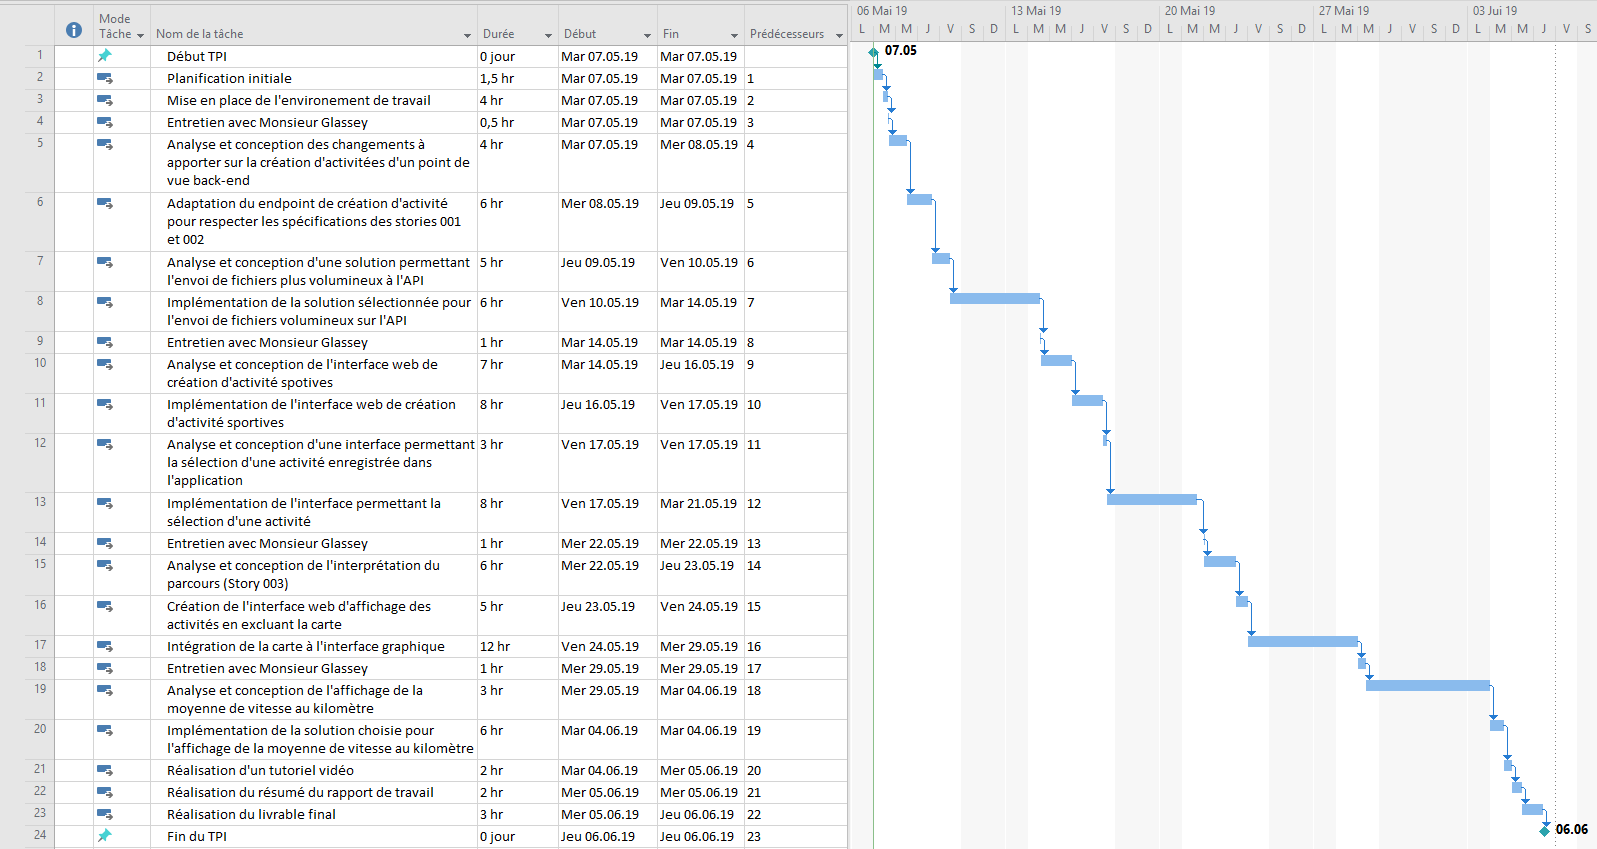 Mode
Tâche Nom de la tâche Durée Début Fin Prédécesseurs
06 Mai 19 13 Mai 19 20 Mai 19 27 Mai 19 03 Jui 19
L M M J V S D L M M J V S D L M M J V S D L M M J V S D L M M J V S
1 Début TPI 0 jour Mar 07.05.19 Mar 07.05.19
07.05
2 Planification initiale 1,5 hr Mar 07.05.19 Mar 07.05.19 1
3 Mise en place de l'environement de travail 4 hr Mar 07.05.19 Mar 07.05.19 2
4 Entretien avec Monsieur Glassey 0,5 hr Mar 07.05.19 Mar 07.05.19 3
5 Analyse et conception des changements à 4 hr Mar 07.05.19 Mer 08.05.19 4
apporter sur la création d'activitées d'un point de
vue back-end
6 Adaptation du endpoint de création d'activité 6 hr Mer 08.05.19 Jeu 09.05.19 5
pour respecter les spécifications des stories 001
et 002
7 Analyse et conception d'une solution permettant 5 hr Jeu 09.05.19 Ven 10.05.19 6
l'envoi de fichiers plus volumineux à l'API
8 Implémentation de la solution sélectionnée pour 6 hr Ven 10.05.19 Mar 14.05.19 7
l'envoi de fichiers volumineux sur l'API
9 Entretien avec Monsieur Glassey 1 hr Mar 14.05.19 Mar 14.05.19 8
10 Analyse et conception de l'interface web de 7 hr Mar 14.05.19 Jeu 16.05.19 9
création d'activité spotives
11 Implémentation de l'interface web de création 8 hr Jeu 16.05.19 Ven 17.05.19 10
d'activité sportives
12 Analyse et conception d'une interface permettant 3 hr Ven 17.05.19 Ven 17.05.19 11
la sélection d'une activité enregistrée dans
l'application
13 Implémentation de l'interface permettant la 8 hr Ven 17.05.19 Mar 21.05.19 12
sélection d'une activité
14 Entretien avec Monsieur Glassey 1 hr Mer 22.05.19 Mer 22.05.19 13
15 Analyse et conception de l'interprétation du 6 hr Mer 22.05.19 Jeu 23.05.19 14
parcours (Story 003)
16 Création de l'interface web d'affichage des 5 hr Jeu 23.05.19 Ven 24.05.19 15
activités en excluant la carte
17 Intégration de la carte à l'interface graphique 12 hr Ven 24.05.19 Mer 29.05.19 16
18 Entretien avec Monsieur Glassey 1 hr Mer 29.05.19 Mer 29.05.19 17
19 Analyse et conception de l'affichage de la 3 hr Mer 29.05.19 Mar 04.06.19 18
moyenne de vitesse au kilomètre
20 Implémentation de la solution choisie pour 6 hr Mar 04.06.19 Mar 04.06.19 19
l'affichage de la moyenne de vitesse au kilomètre
21 Réalisation d'un tutoriel vidéo 2 hr Mar 04.06.19 Mer 05.06.19 20
22 Réalisation du résumé du rapport de travail 2 hr Mer 05.06.19 Mer 05.06.19 21
23 Réalisation du livrable final 3 hr Mer 05.06.19 Jeu 06.06.19 22
24 Fin du TPI 0 jour Jeu 06.06.19 Jeu 06.06.19 23
06.06